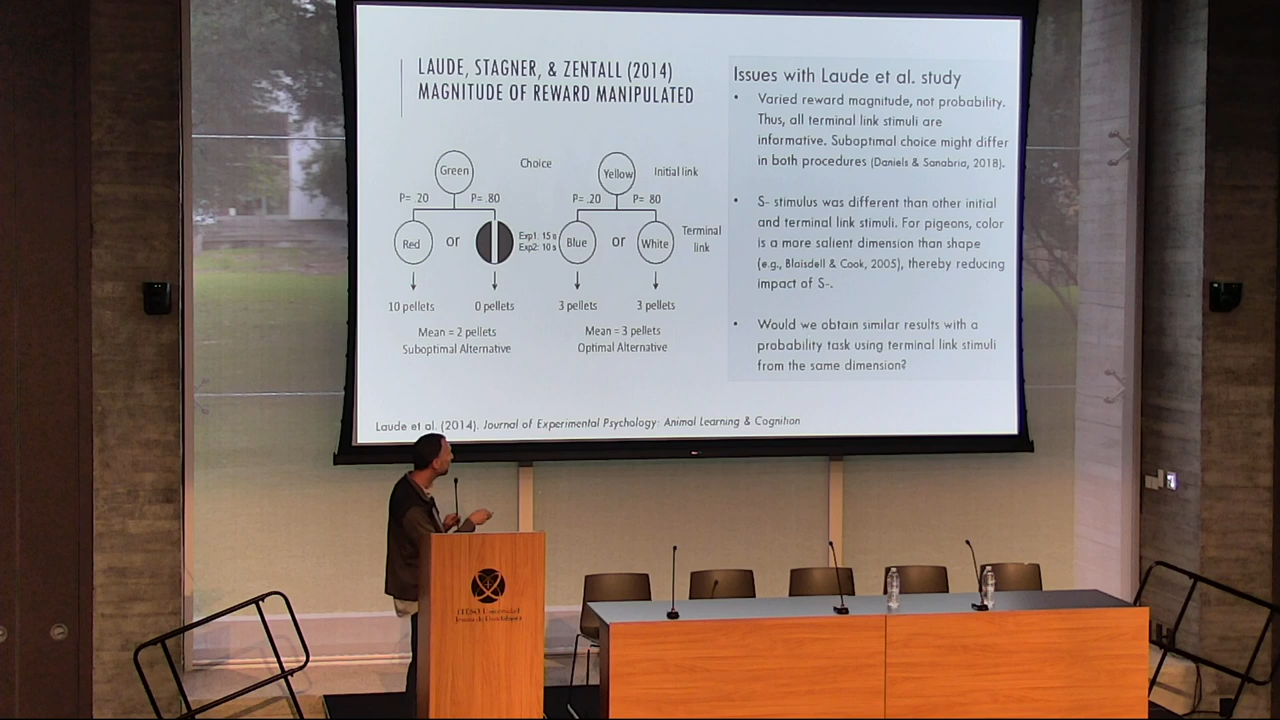 LAUDE, STAGNER, & ZENTALL (2014)
MAGNITUDE OF REWARD MANIPULATED
Green
Choice
Yellow
Initial link
P= .20
P= .80
P= .20
P= .80
Red
or
Exp1: 15 s
Exp2: 10 s
Blue
or
White
Terminal
link
10 pellets
0 pellets
3 pellets
3 pellets
Mean = 2 pellets
Suboptimal Alternative
Mean = 3 pellets
Optimal Alternative
Issues with Laude et al. study
• Varied reward magnitude, not probability.
Thus, all terminal link stimuli are
informative. Suboptimal choice might differ
in both procedures (Daniels & Sanabria, 2018).
• S- stimulus was different than other initial
and terminal link stimuli. For pigeons, color
is a more salient dimension than shape
(e.g., Blaisdell & Cook, 2005), thereby reducing
impact of S-.
• Would we obtain similar results with a
probability task using terminal link stimuli
from the same dimension?
Laude et al. (2014). Journal of Experimental Psychology: Animal Learning & Cognition
ITESO, Universidad
Jesuita de Guadalajara